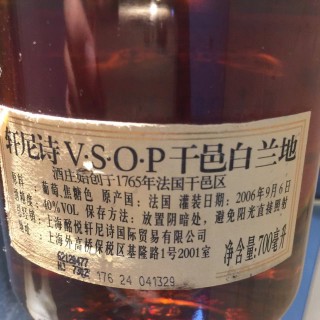 轩尼诗V·S·O·P干邑白兰地
酒庄始创于1765年法国干邑区
原料:葡萄,焦糖色 原产国:法国 灌装日期:2006年9月6日
酒精度:40%VOL 保存方法:放置阴暗处,避免阳光直接照射
总经销:上海酩悦轩尼诗国际贸易有限公司
上海外高桥保税区基隆路1号2001室
净含量:700毫升
176 24 041329